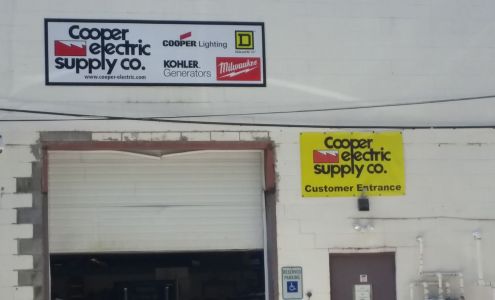 Cooper
electric
supply co.
www.cooper-electric.com
COOPER Lighting
SQUARE D
KOHLER
Generators
Milwaukee
Cooper
electric
supply co.
Customer Entrance
RESERVED
PARKING